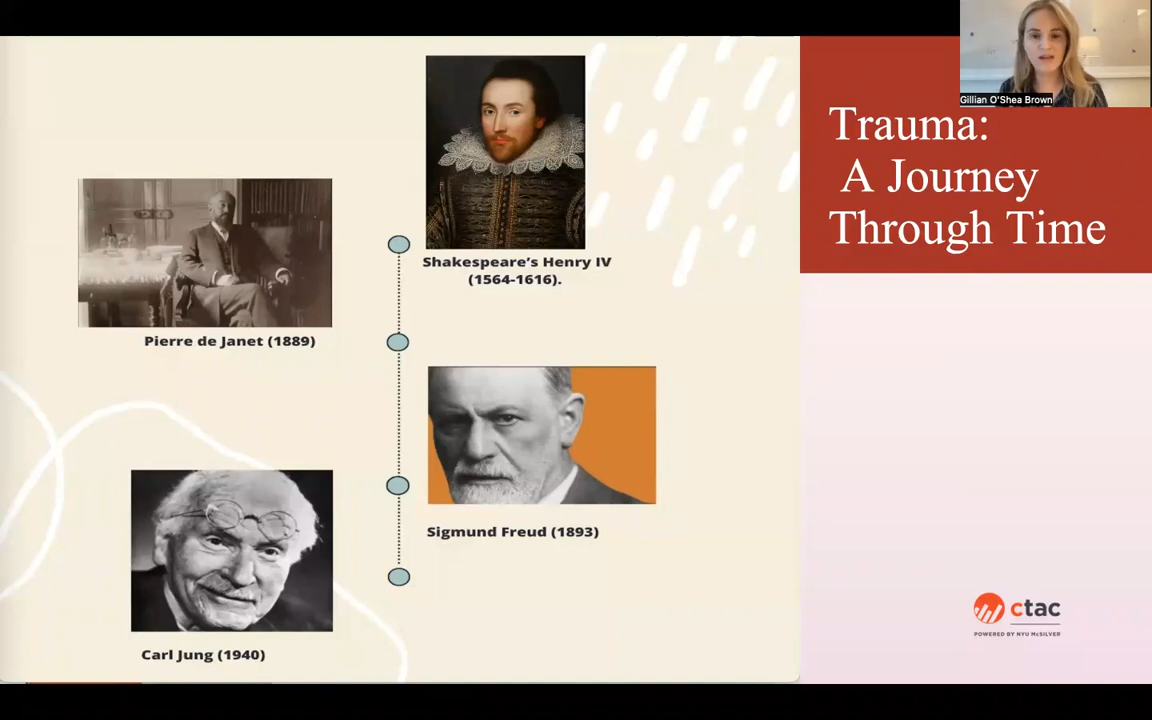 Gillian O'Shea Brown
Trauma:
A Journey
Through Time
Shakespeare's Henry IV
(1564-1616).
Pierre de Janet (1889)
Sigmund Freud (1893)
Carl Jung (1940)
ctac
POWERED BY NYU McSILVER